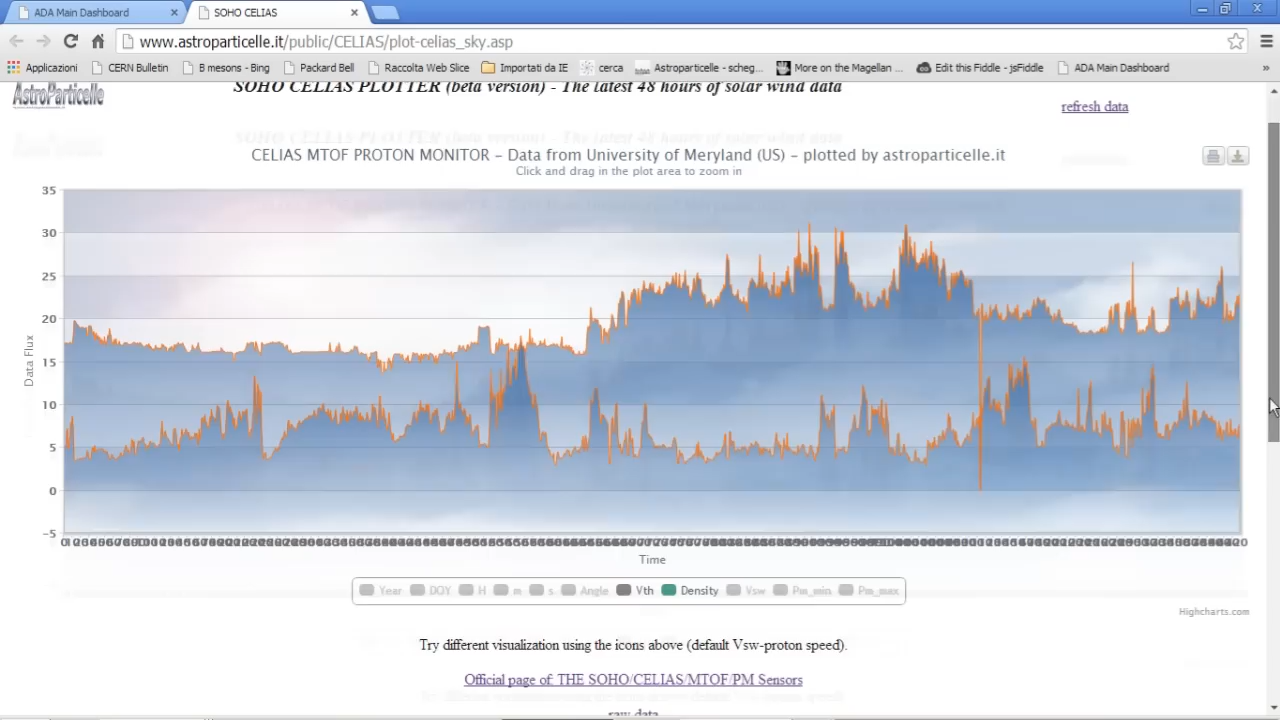 ADA Main Dashboard
SOHO CELIAS
www.astroparticelle.it/public/CELIAS/plot-celias_sky.asp
Applicazioni
CERN Bulletin
B mesons - Bing
Packard Bell
Raccolta Web Slice
Importati da IE
cerca
Astroparticelle - scheg...
More on the Magellan ...
Edit this Fiddle - jsFiddle
ADA Main Dashboard
»
AstroParticelle
SOHO CELIAS PLOTTER (beta version) - The latest 48 hours of solar wind data
refresh data
CELIAS MTOF PROTON MONITOR – Data from University of Meryland (US) – plotted by astroparticelle.it
Click and drag in the plot area to zoom in
35
30
25
20
15
10
5
0
-5
Data Flux
Time
Year DOY H m s Angle Vth Density Vsw Pm_min Pm_max
Highcharts.com
Try different visualization using the icons above (default Vsw-proton speed).
Official page of: THE SOHO/CELIAS/MTOF/PM Sensors
raw data